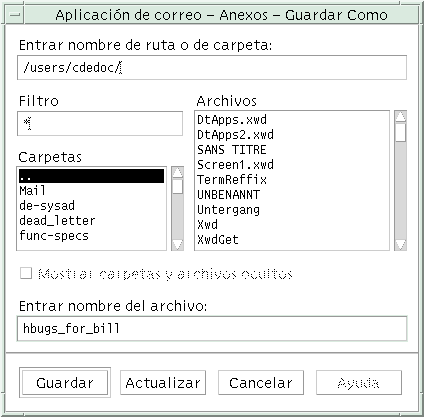 Aplicación de correo – Anexos – Guardar Como
Entrar nombre de ruta o de carpeta:
/users/cdedoc/
Filtro
*
Archivos
DtApps.xwd
DtApps2.xwd
SANS TITRE
Screen1.xwd
TermReffix
UNBENANNT
Untergang
Xwd
XwdGet
Carpetas
..
Mail
de-sysad
dead_letter
func-specs
Mostrar carpetas y archivos ocultos
Entrar nombre del archivo:
hbugs_for_bill
Guardar
Actualizar
Cancelar
Ayuda